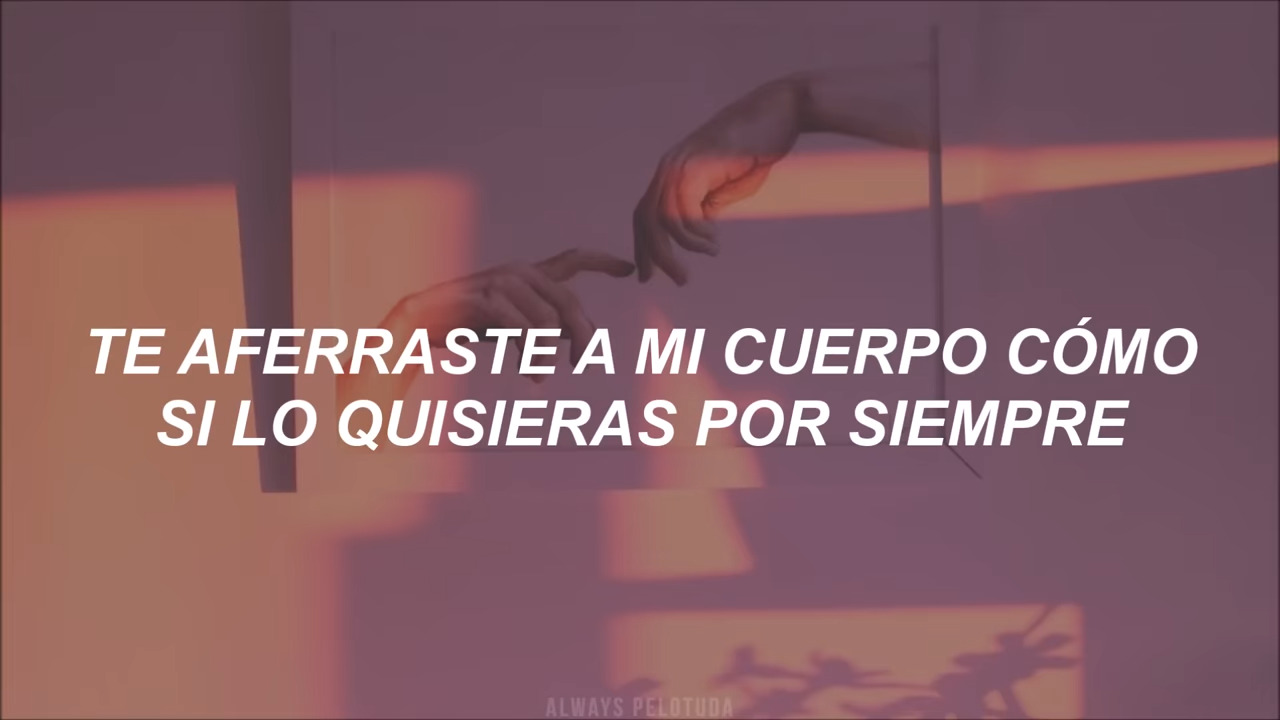 TE AFERRASTE A MI CUERPO CÓMO
SI LO QUISIERAS POR SIEMPRE
ALWAYS PELOTUDA